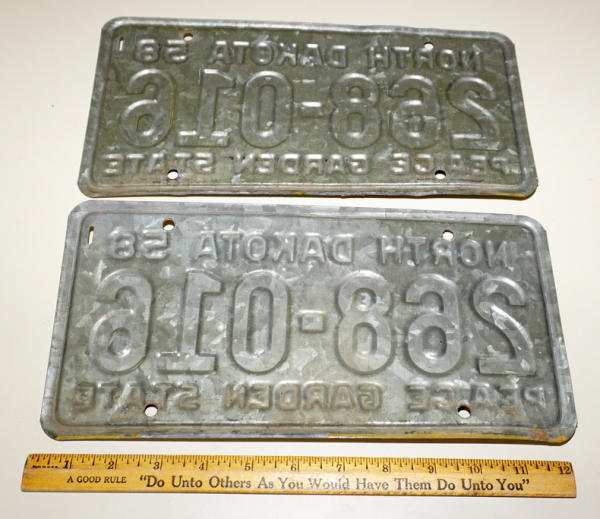 NORTH DAKOTA 58
268-016
PEACE GARDEN STATE
NORTH DAKOTA 58
268-016
PEACE GARDEN STATE
1 2 3 4 5 6 7 8 9 10 11 12
A GOOD RULE "Do Unto Others As You Would Have Them Do Unto You"